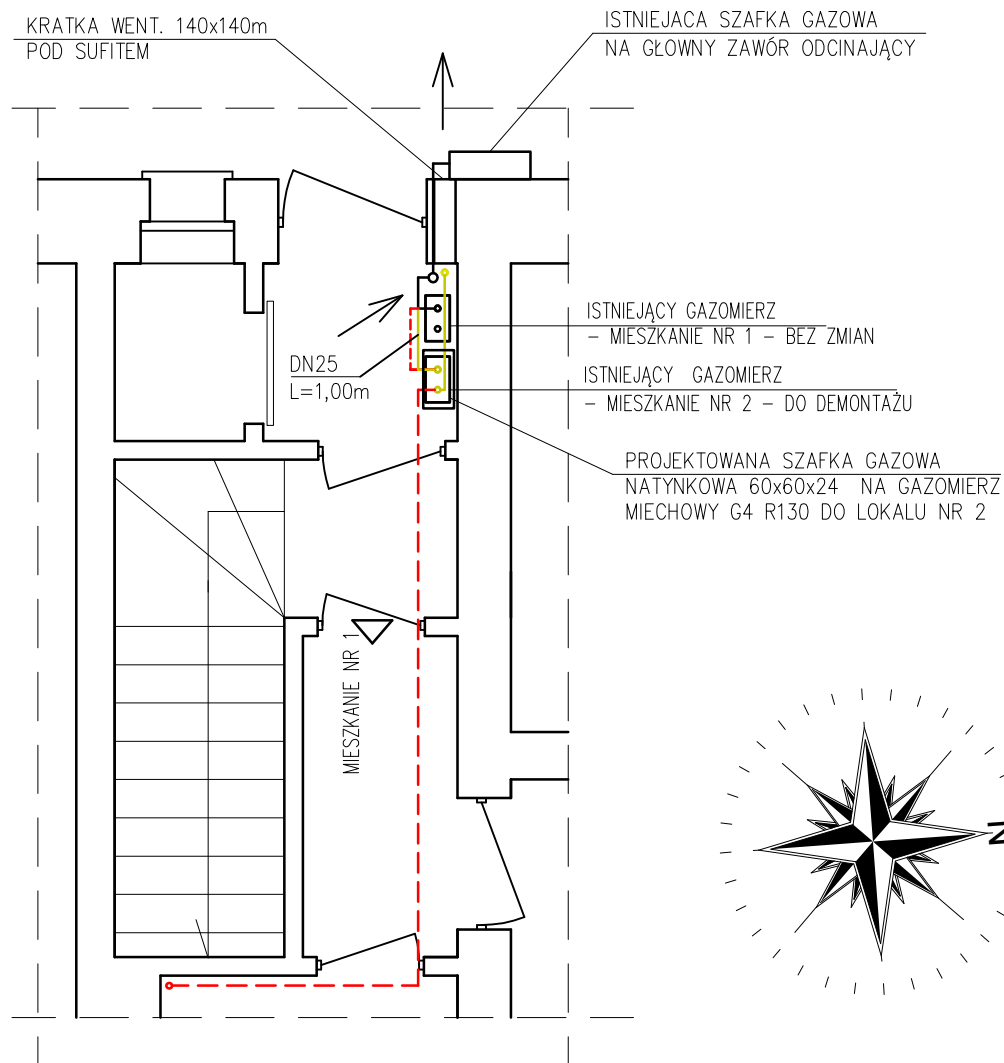 KRATKA WENT. 140x140m
POD SUFITEM
ISTNIEJACA SZAFKA GAZOWA
NA GŁOWNY ZAWÓR ODCINAJĄCY
ISTNIEJĄCY GAZOMIERZ
– MIESZKANIE NR 1 – BEZ ZMIAN
DN25
L=1,00m
ISTNIEJĄCY GAZOMIERZ
– MIESZKANIE NR 2 – DO DEMONTAŻU
PROJEKTOWANA SZAFKA GAZOWA
NATYNKOWA 60x60x24 NA GAZOMIERZ
MIECHOWY G4 R130 DO LOKALU NR 2
MIESZKANIE NR 1
N